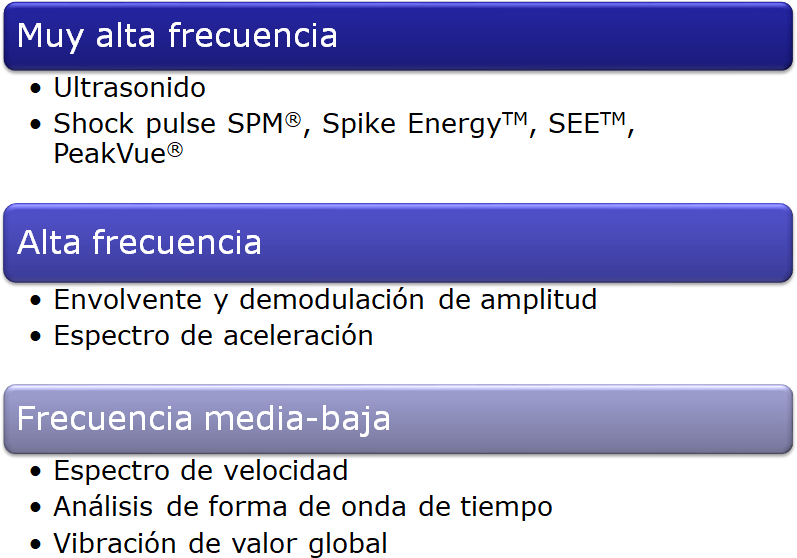 Muy alta frecuencia
• Ultrasonido
• Shock pulse SPM®, Spike Energy™, SEE™,
PeakVue®
Alta frecuencia
• Envolvente y demodulación de amplitud
• Espectro de aceleración
Frecuencia media-baja
• Espectro de velocidad
• Análisis de forma de onda de tiempo
• Vibración de valor global